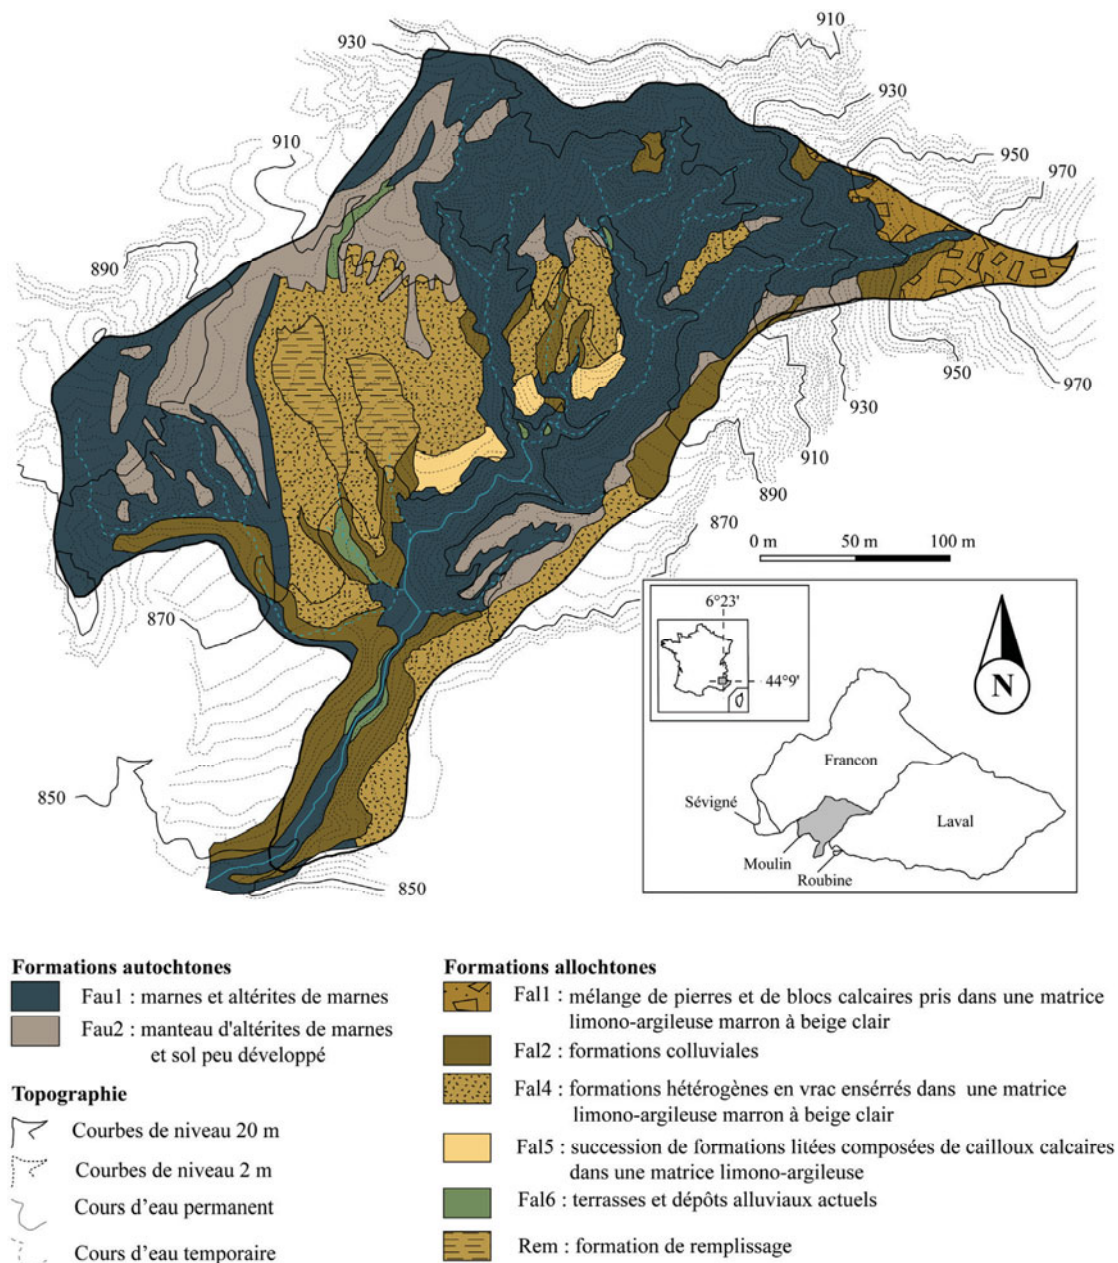 910
930
930
910
950
970
890
950
970
930
910
890
870
0 m 50 m 100 m
870
6°23'
44°9'
N
Francon
850
Sévigné
Laval
Moulin
Roubine
850
Formations autochtones
Fau1 : marnes et altérites de marnes
Fau2 : manteau d'altérites de marnes
et sol peu développé
Topographie
Courbes de niveau 20 m
Courbes de niveau 2 m
Cours d'eau permanent
Cours d'eau temporaire
Formations allochtones
Fal1 : mélange de pierres et de blocs calcaires pris dans une matrice
limono-argileuse marron à beige clair
Fal2 : formations colluviales
Fal4 : formations hétérogènes en vrac ensérrés dans une matrice
limono-argileuse marron à beige clair
Fal5 : succession de formations litées composées de cailloux calcaires
dans une matrice limono-argileuse
Fal6 : terrasses et dépôts alluviaux actuels
Rem : formation de remplissage